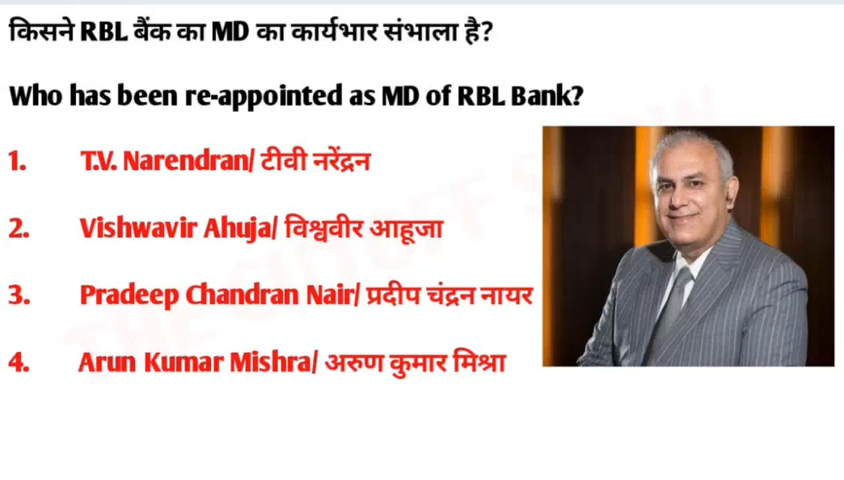 किसने RBL बैंक का MD का कार्यभार संभाला है?
Who has been re-appointed as MD of RBL Bank?
1. T.V. Narendran/ टीवी नरेंद्रन
2. Vishwavir Ahuja/ विश्ववीर आहूजा
3. Pradeep Chandran Nair/ प्रदीप चंद्रन नायर
4. Arun Kumar Mishra/ अरुण कुमार मिश्रा